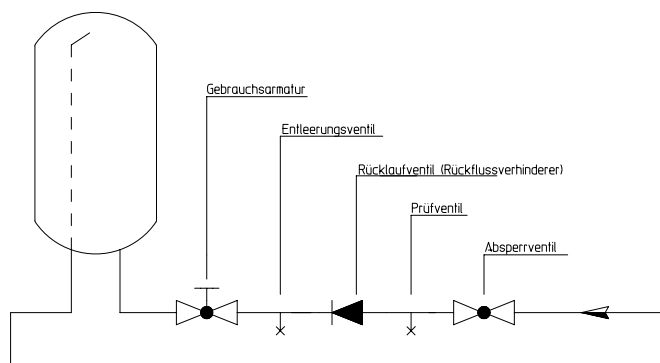 Gebrauchsarmatur
Entleerungsventil
Rücklaufventil (Rückflussverhinderer)
Prüfventil
Absperrventil